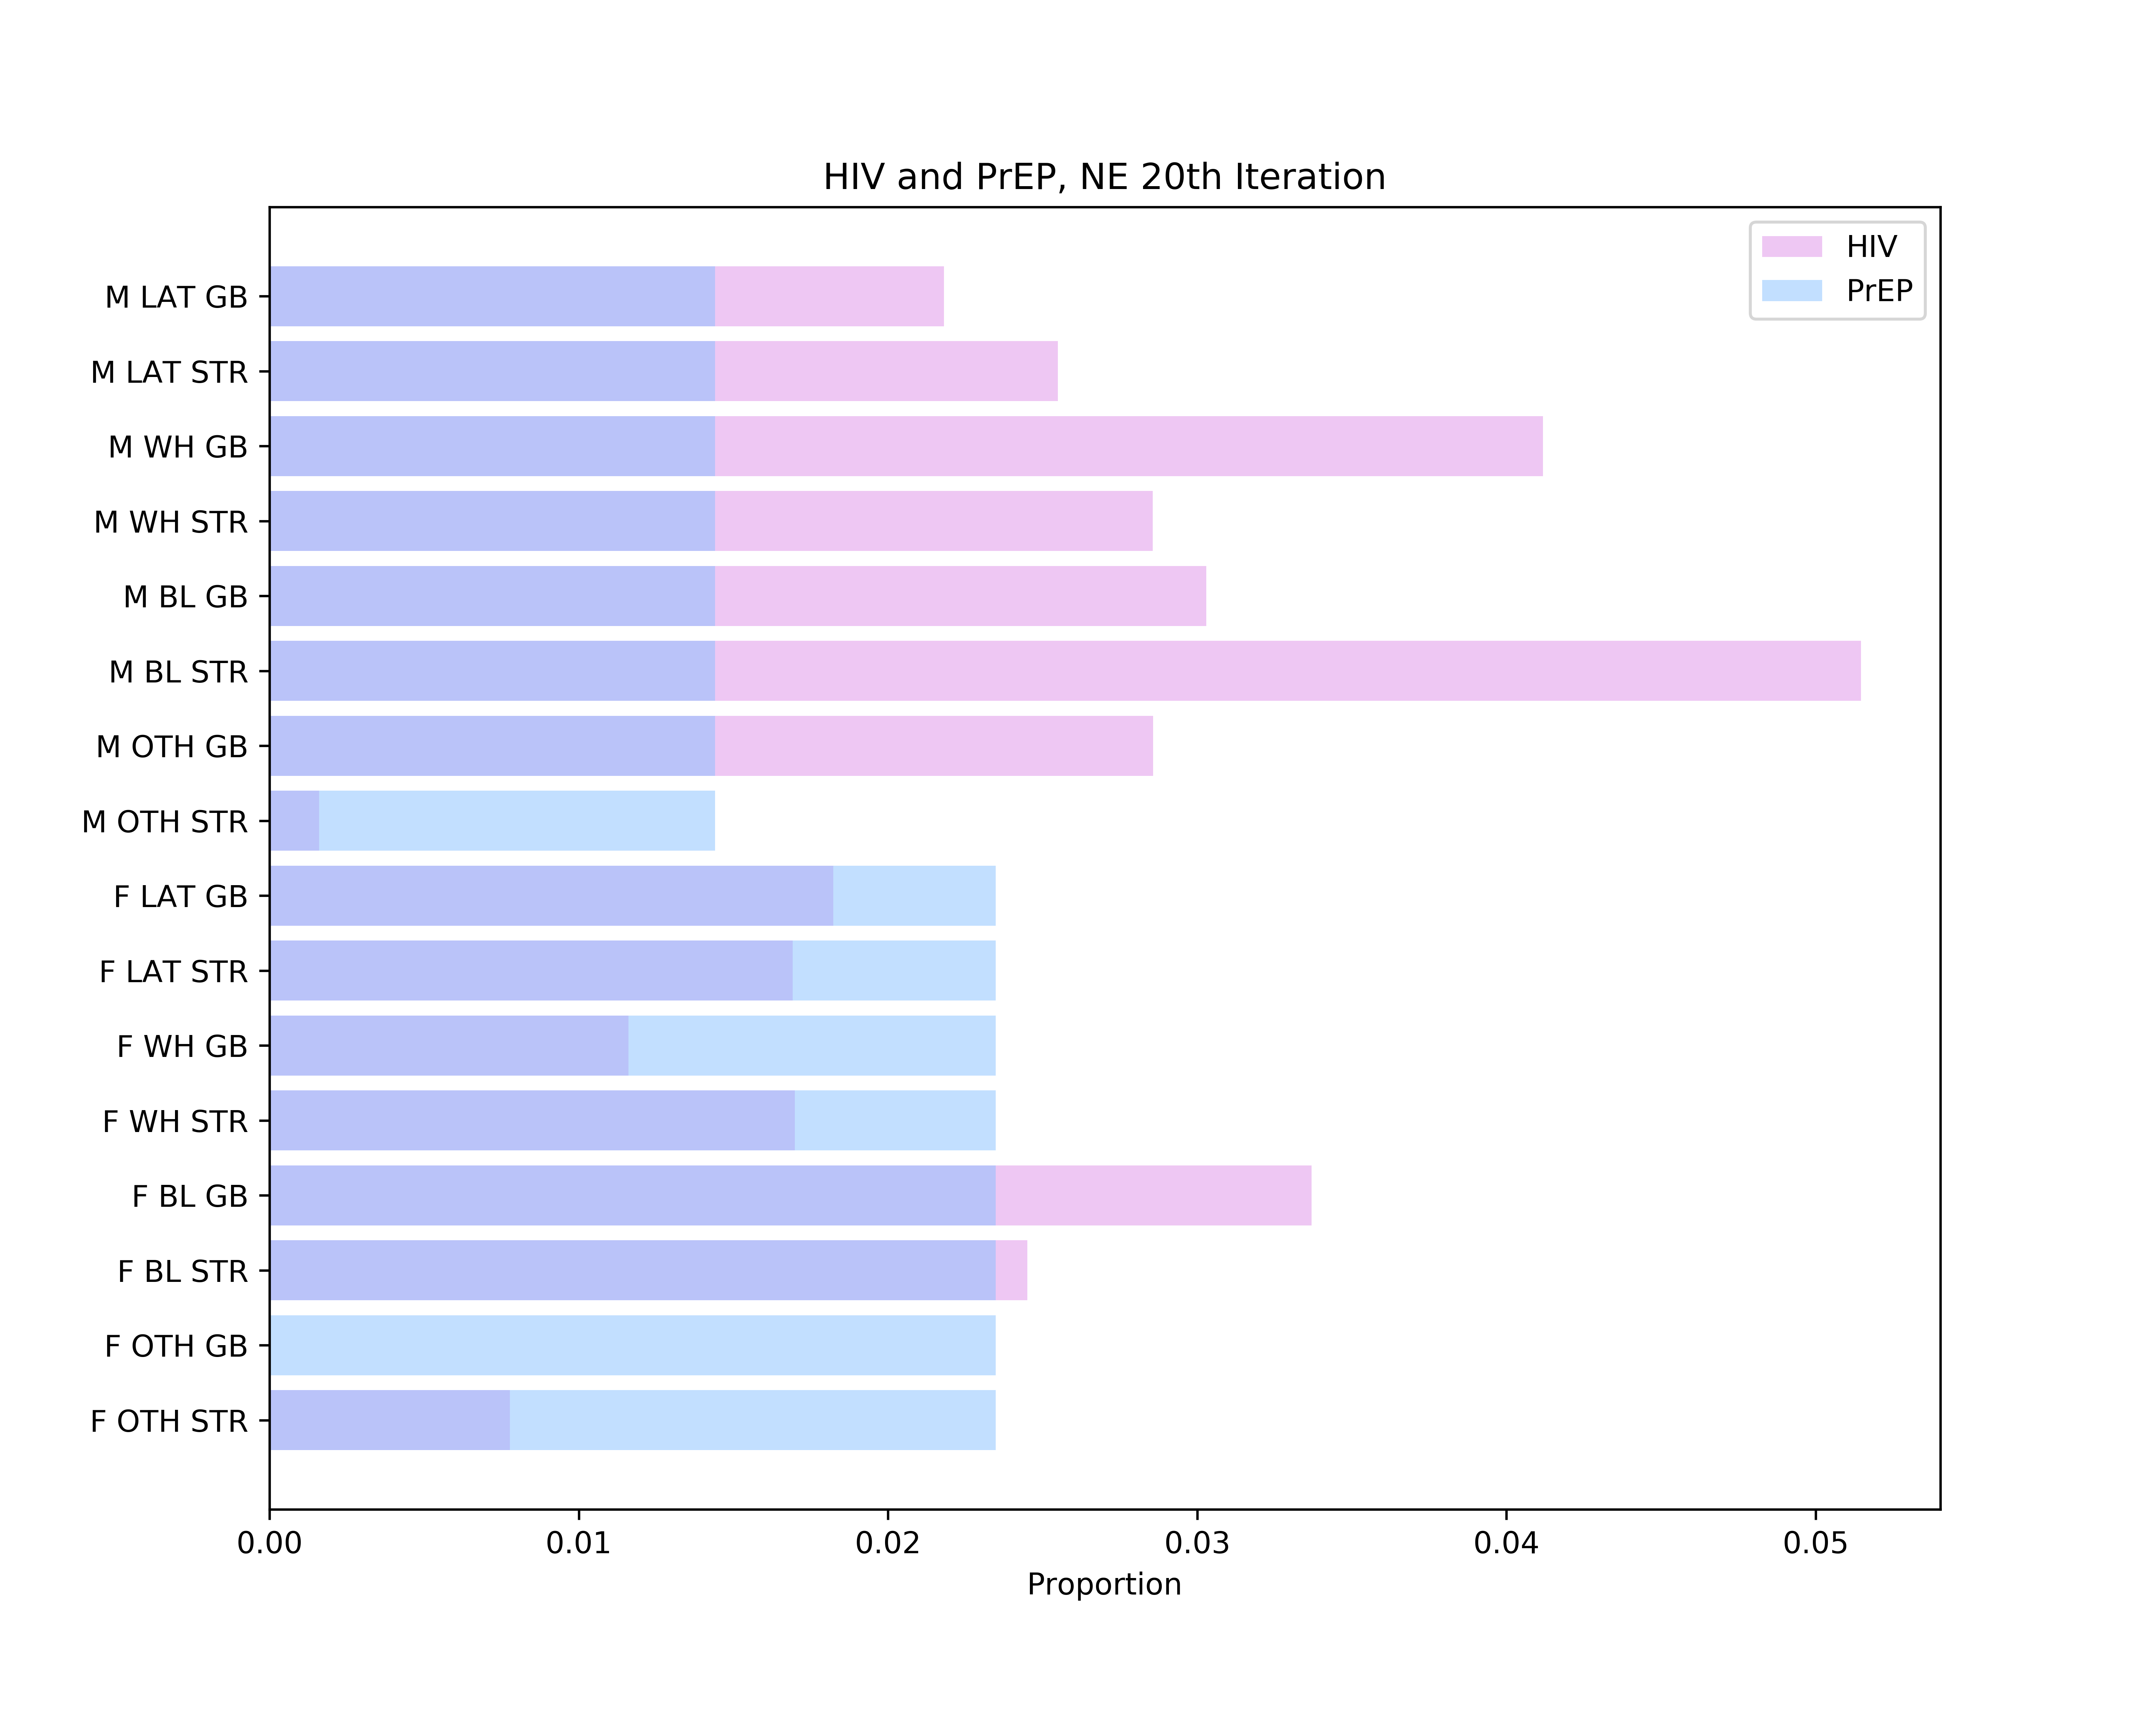 HIV and PrEP, NE 20th Iteration
HIV
PrEP
M LAT GB
M LAT STR
M WH GB
M WH STR
M BL GB
M BL STR
M OTH GB
M OTH STR
F LAT GB
F LAT STR
F WH GB
F WH STR
F BL GB
F BL STR
F OTH GB
F OTH STR
0.00 0.01 0.02 0.03 0.04 0.05
Proportion